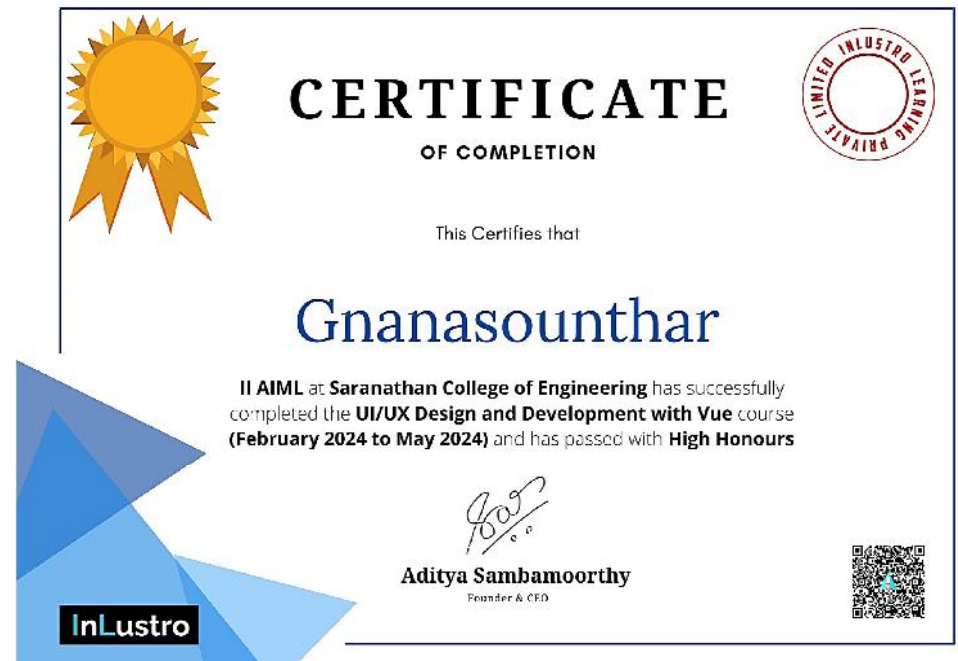 CERTIFICATE
OF COMPLETION
INLUSTRO LEARNING PRIVATE LIMITED
This Certifies that
Gnanasounthar
II AIML at Saranathan College of Engineering has successfully
completed the UI/UX Design and Development with Vue course
(February 2024 to May 2024) and has passed with High Honours
Aditya Sambamoorthy
Founder & CEO
InLustro